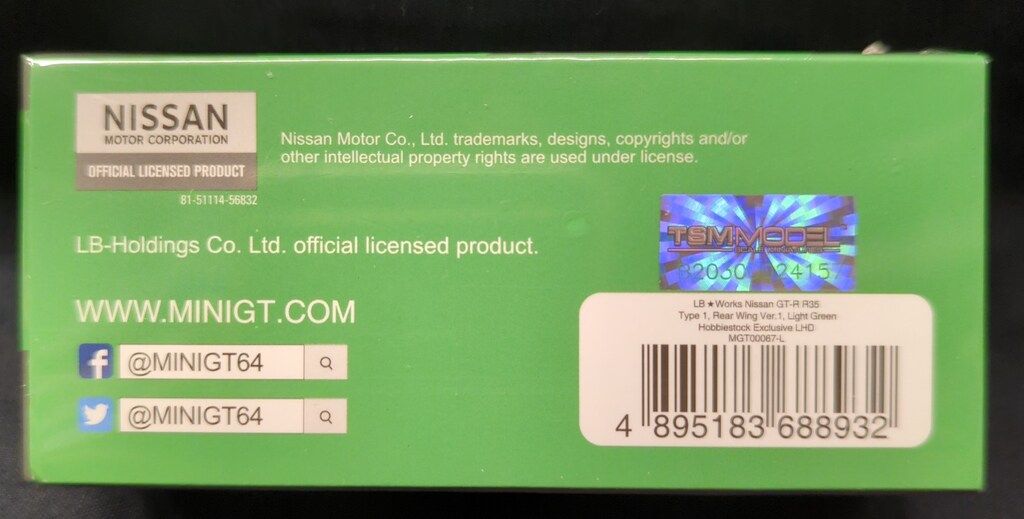 NISSAN
MOTOR CORPORATION
OFFICIAL LICENSED PRODUCT
81-51114-56832
Nissan Motor Co., Ltd. trademarks, designs, copyrights and/or
other intellectual property rights are used under license.
LB-Holdings Co. Ltd. official licensed product.
WWW.MINIGT.COM
@MINIGT64
@MINIGT64
TSM-MODEL
LB★Works Nissan GT-R R35
Type 1, Rear Wing Ver.1, Light Green
Hobbiestock Exclusive LHD
MGT00067-L
4 895183 688932